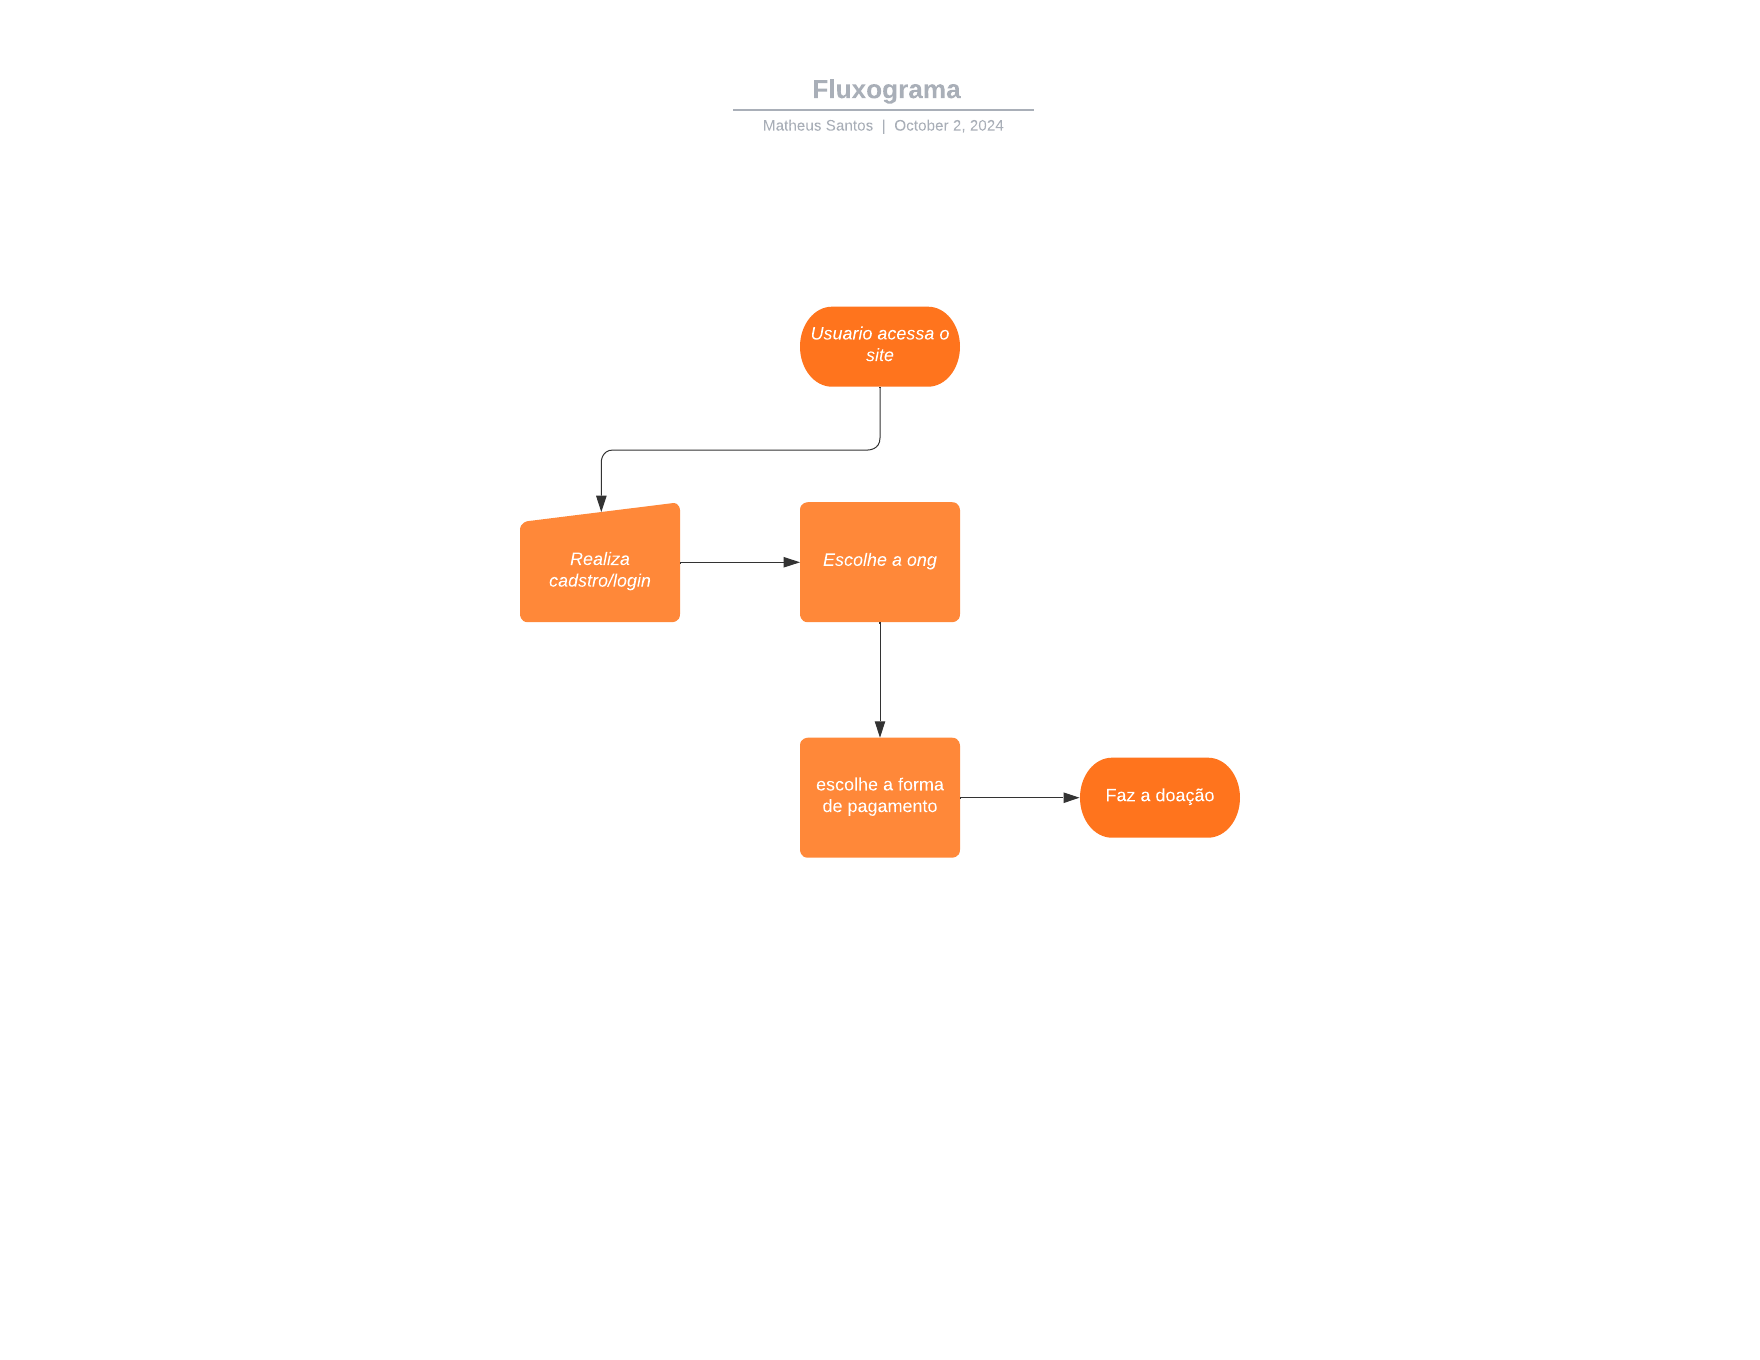 Fluxograma
Matheus Santos | October 2, 2024
Usuario acessa o
site
Realiza
cadstro/login
Escolhe a ong
escolhe a forma
de pagamento
Faz a doação